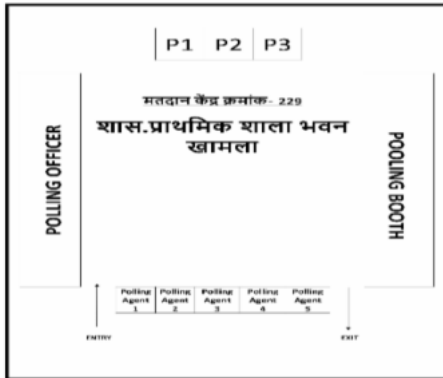 P1 P2 P3
मतदान केंद्र क्रमांक- 229
शास.प्राथमिक शाला भवन
खामला
POLLING OFFICER
POOLING BOOTH
Polling Agent 1
Polling Agent 2
Polling Agent 3
Polling Agent 4
Polling Agent 5
ENTRY
EXIT